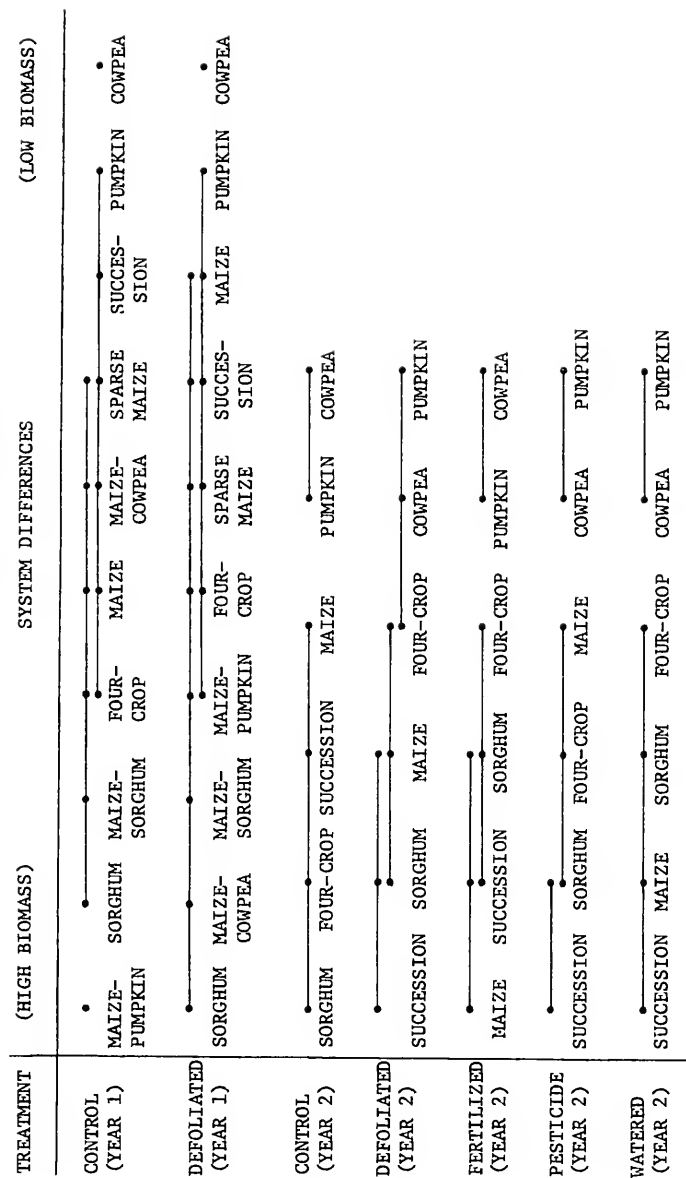 TREATMENT (HIGH BIOMASS) SYSTEM DIFFERENCES (LOW BIOMASS)
CONTROL
(YEAR 1)
MAIZE- SORGHUM MAIZE- FOUR- MAIZE MAIZE- SPARSE SUCCES- PUMPKIN COWPEA
PUMPKIN SORGHUM CROP COWPEA MAIZE SION
DEFOLIATED
(YEAR 1)
SORGHUM MAIZE- MAIZE- MAIZE- FOUR- SPARSE SUCCES- MAIZE PUMPKIN COWPEA
COWPEA SORGHUM PUMPKIN CROP MAIZE SION
CONTROL
(YEAR 2)
SORGHUM FOUR-CROP SUCCESSION MAIZE PUMPKIN COWPEA
DEFOLIATED
(YEAR 2)
SUCCESSION SORGHUM MAIZE FOUR-CROP COWPEA PUMPKIN
FERTILIZED
(YEAR 2)
MAIZE SUCCESSION SORGHUM FOUR-CROP PUMPKIN COWPEA
PESTICIDE
(YEAR 2)
SUCCESSION SORGHUM FOUR-CROP MAIZE COWPEA PUMPKIN
WATERED
(YEAR 2)
SUCCESSION MAIZE SORGHUM FOUR-CROP COWPEA PUMPKIN